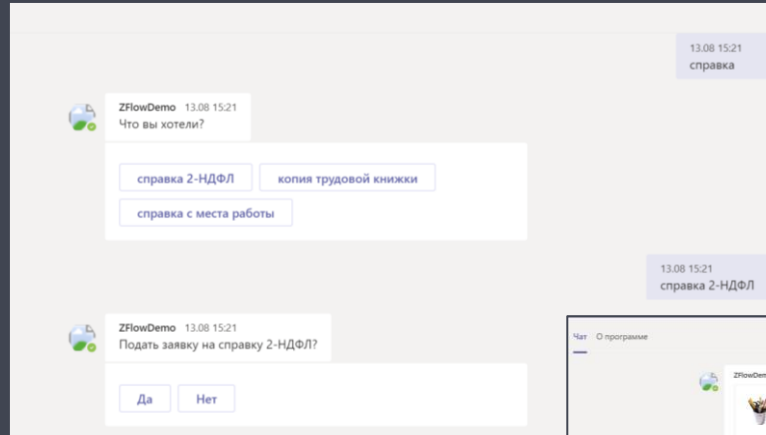 13.08 15:21
справка
ZFlowDemo 13.08 15:21
Что вы хотели?
справка 2-НДФЛ копия трудовой книжки
справка с места работы
13.08 15:21
справка 2-НДФЛ
ZFlowDemo 13.08 15:21
Подать заявку на справку 2-НДФЛ?
Да Нет
Чат О программе